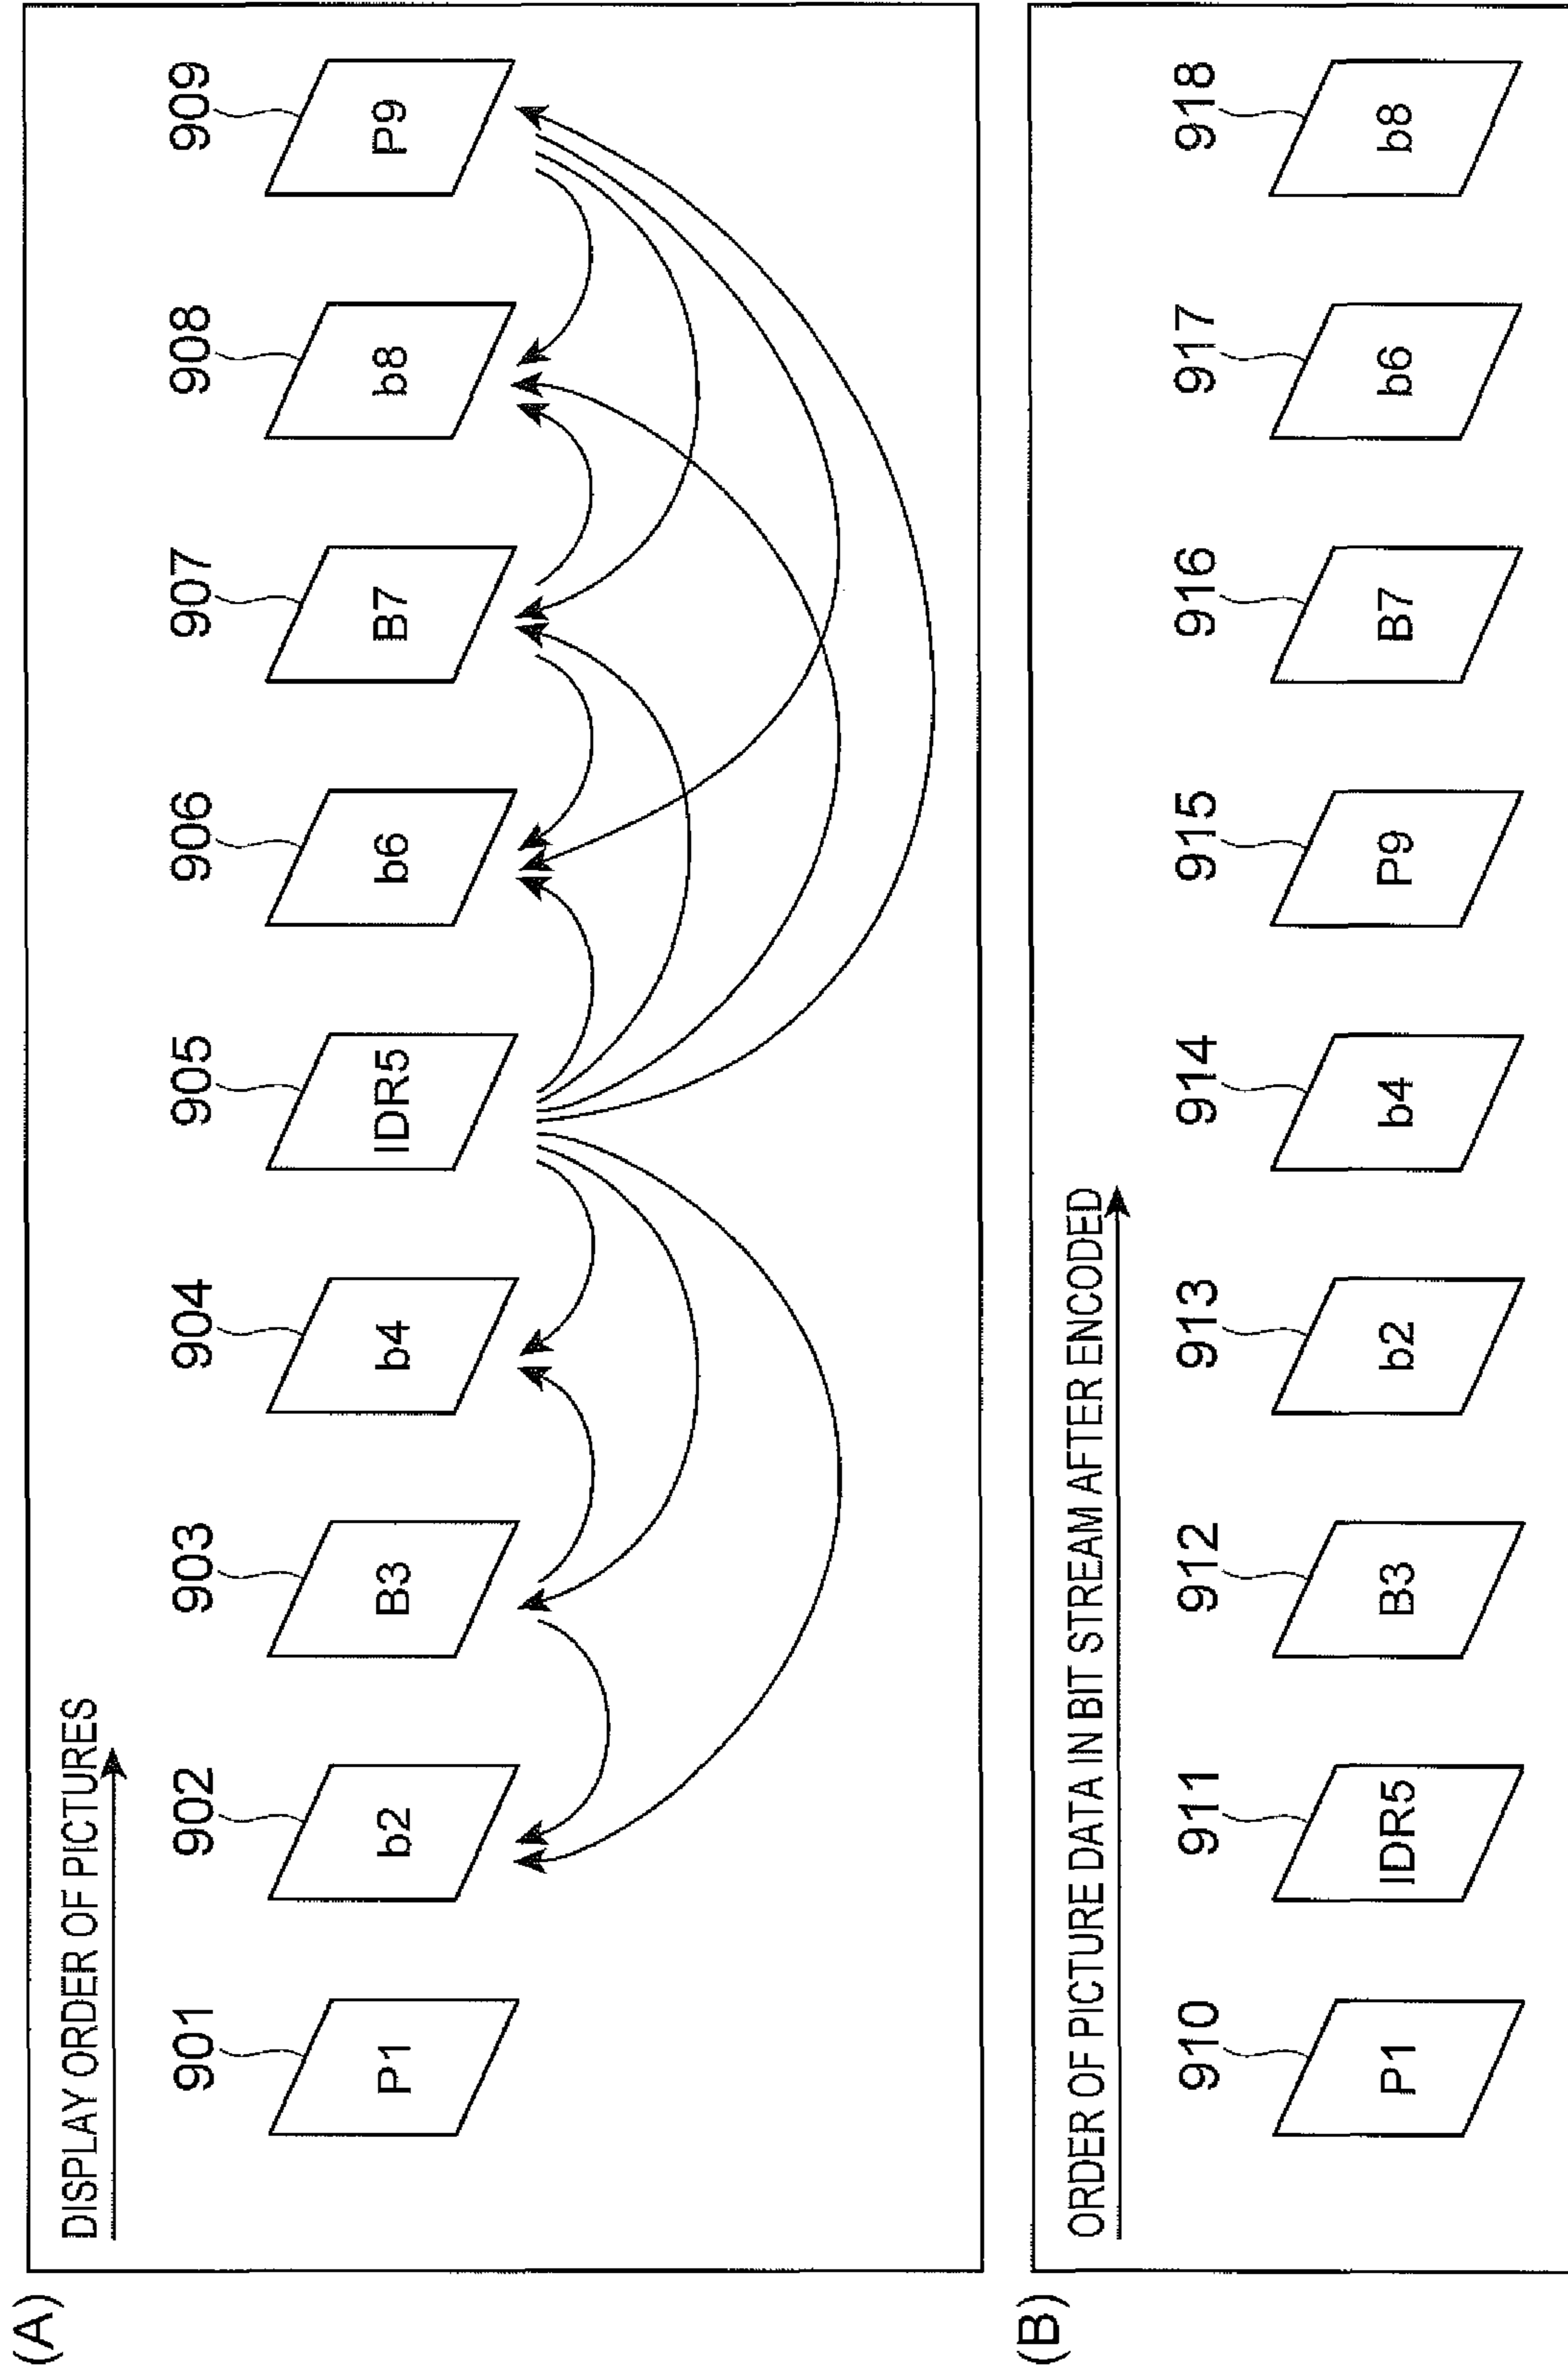 (A)
DISPLAY ORDER OF PICTURES
901 902 903 904 905 906 907 908 909
P1 b2 B3 b4 IDR5 b6 B7 b8 P9
(B)
ORDER OF PICTURE DATA IN BIT STREAM AFTER ENCODED
910 911 912 913 914 915 916 917 918
P1 IDR5 B3 b2 b4 P9 B7 b6 b8